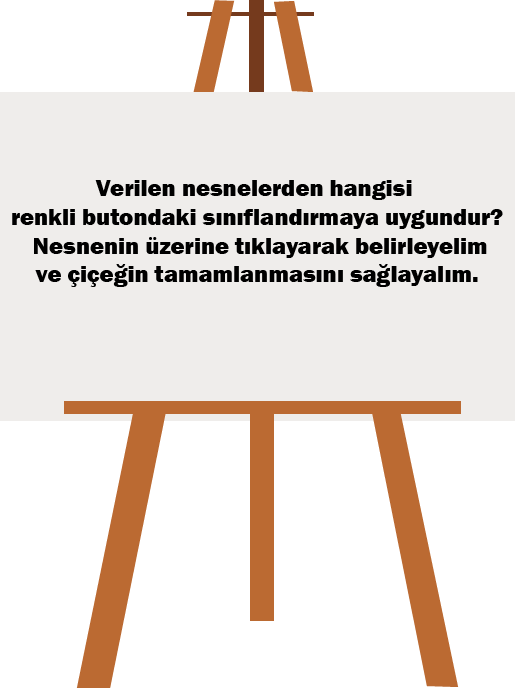 Verilen nesnelerden hangisi
renkli butondaki sınıflandırmaya uygundur?
Nesnenin üzerine tıklayarak belirleyelim
ve çiçeğin tamamlanmasını sağlayalım.